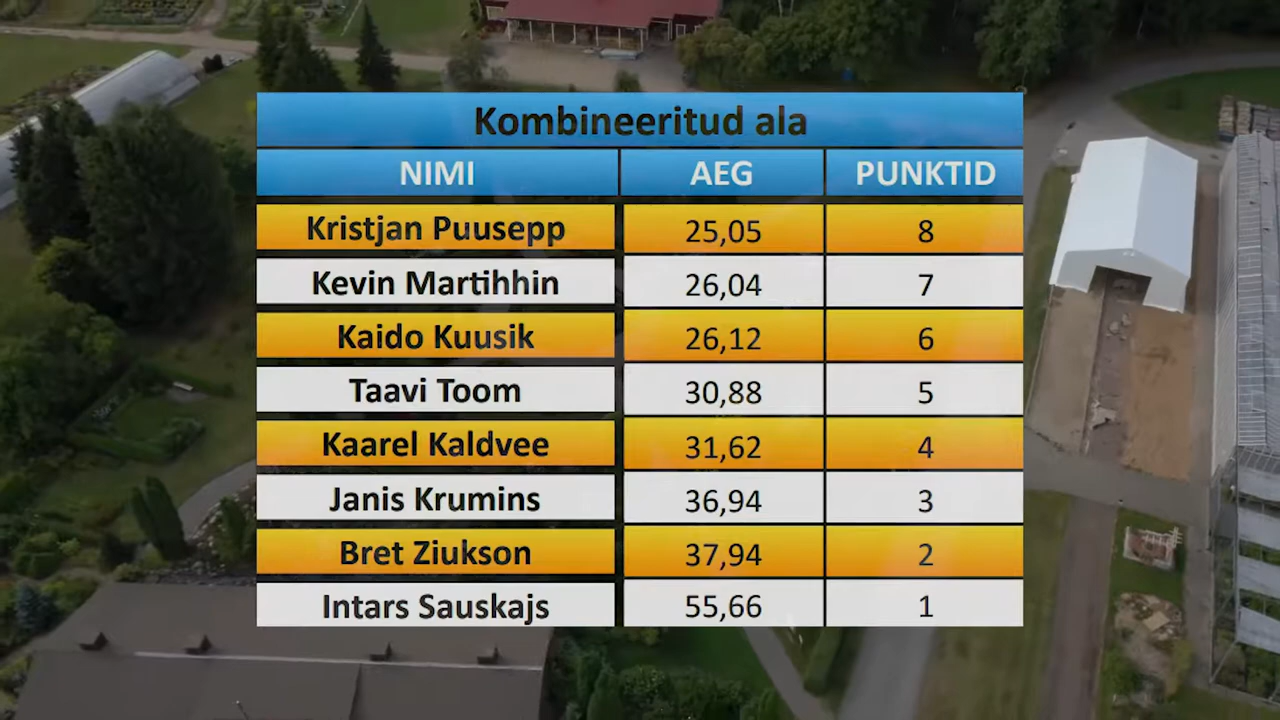 Kombineeritud ala
NIMI AEG PUNKTID
Kristjan Puusepp 25,05 8
Kevin Martihhin 26,04 7
Kaido Kuusik 26,12 6
Taavi Toom 30,88 5
Kaarel Kaldvee 31,62 4
Janis Krumins 36,94 3
Bret Ziukson 37,94 2
Intars Sauskajs 55,66 1